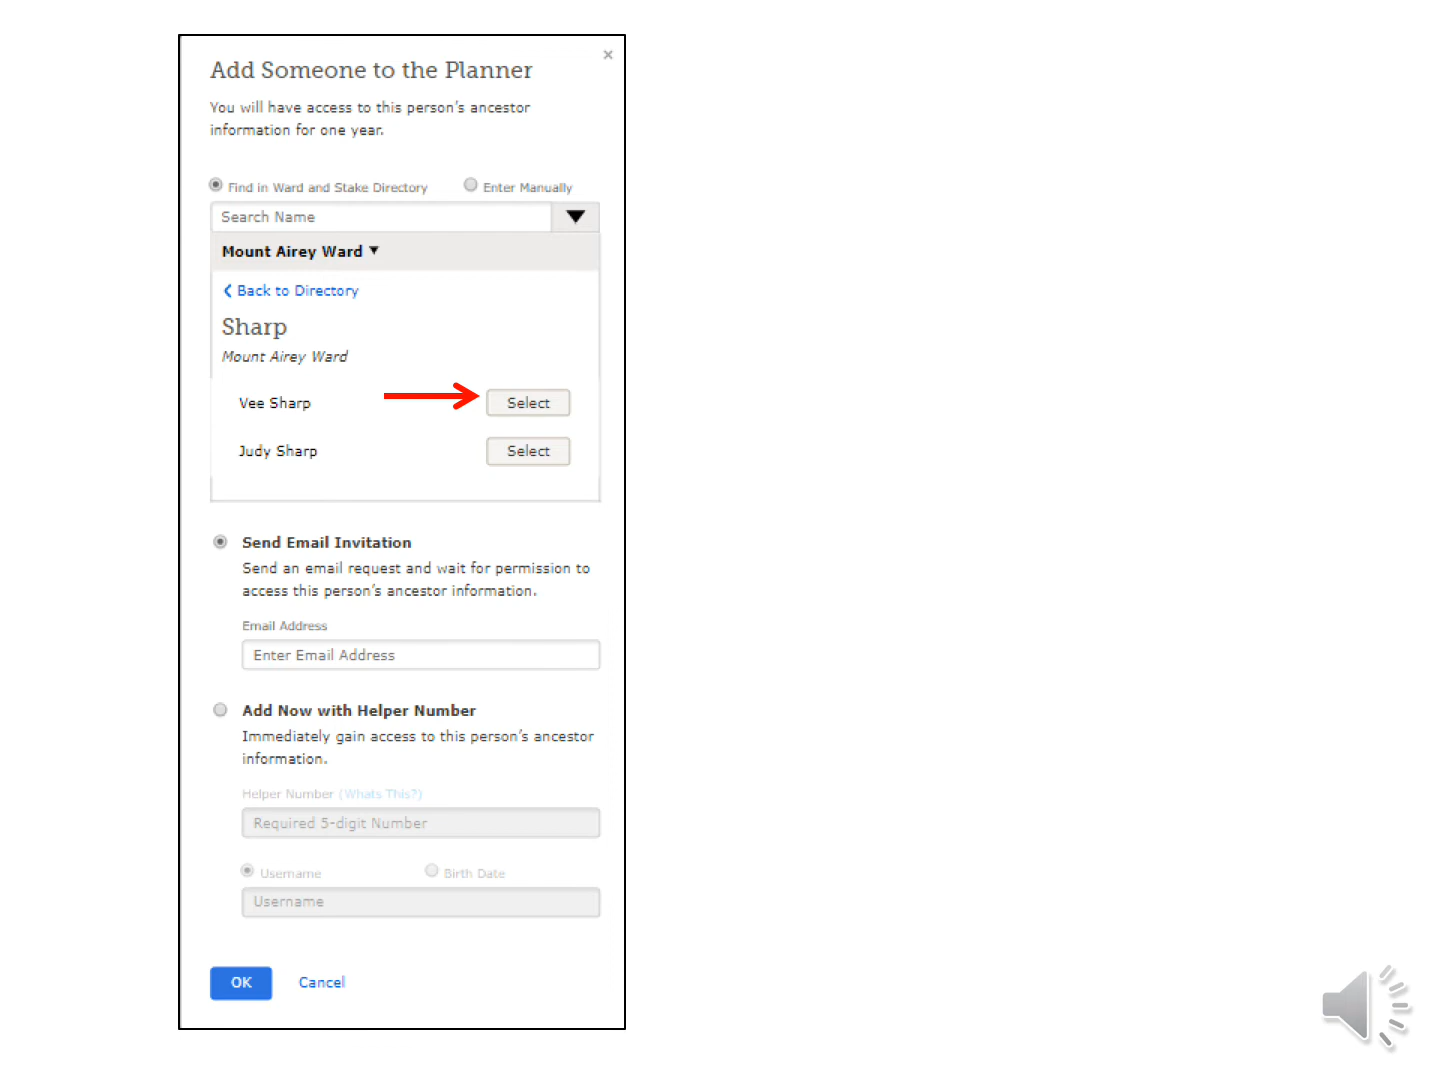 Add Someone to the Planner
×
You will have access to this person's ancestor
information for one year.
Find in Ward and Stake Directory
Enter Manually
Search Name
Mount Airey Ward
Back to Directory
Sharp
Mount Airey Ward
Vee Sharp
Select
Judy Sharp
Select
Send Email Invitation
Send an email request and wait for permission to
access this person's ancestor information.
Email Address
Enter Email Address
Add Now with Helper Number
Immediately gain access to this person's ancestor
information.
Helper Number (Whats This?)
Required 5-digit Number
Username
Birth Date
Username
OK
Cancel